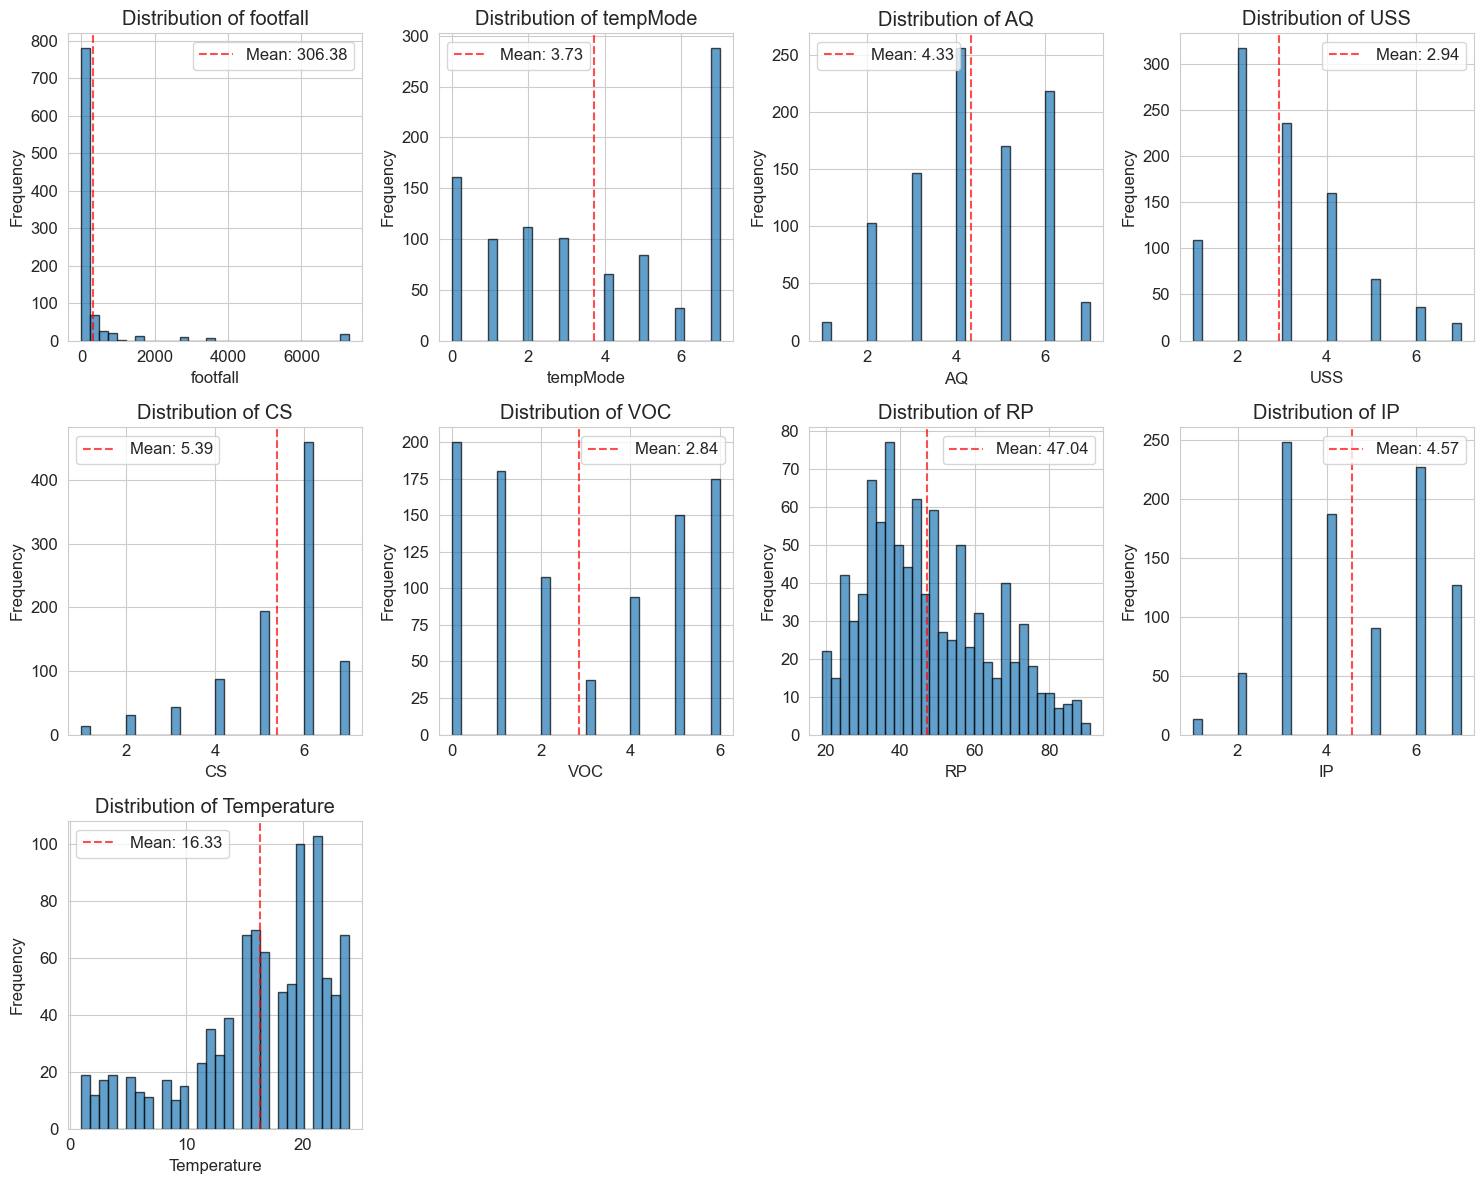 Distribution of footfall
Mean: 306.38
Frequency
800
700
600
500
400
300
200
100
0
0 2000 4000 6000
footfall
Distribution of tempMode
Mean: 3.73
Frequency
300
250
200
150
100
50
0
0 2 4 6
tempMode
Distribution of AQ
Mean: 4.33
Frequency
250
200
150
100
50
0
2 4 6
AQ
Distribution of USS
Mean: 2.94
Frequency
300
250
200
150
100
50
0
2 4 6
USS
Distribution of CS
Mean: 5.39
Frequency
400
300
200
100
0
2 4 6
CS
Distribution of VOC
Mean: 2.84
Frequency
200
175
150
125
100
75
50
25
0
0 2 4 6
VOC
Distribution of RP
Mean: 47.04
Frequency
80
70
60
50
40
30
20
10
0
20 40 60 80
RP
Distribution of IP
Mean: 4.57
Frequency
250
200
150
100
50
0
2 4 6
IP
Distribution of Temperature
Mean: 16.33
Frequency
100
80
60
40
20
0
0 10 20
Temperature